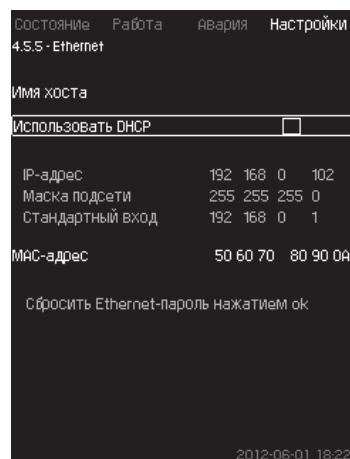 Состояние Работа Авария Настройки
4.5.5 - Ethernet
Имя хоста
Использовать DHCP
IP-адрес 192 168 0 102
Маска подсети 255 255 255 0
Стандартный вход 192 168 0 1
MAC-адрес 50 60 70 80 90 0A
Сбросить Ethernet-пароль нажатием ok
2012-06-01 18:22